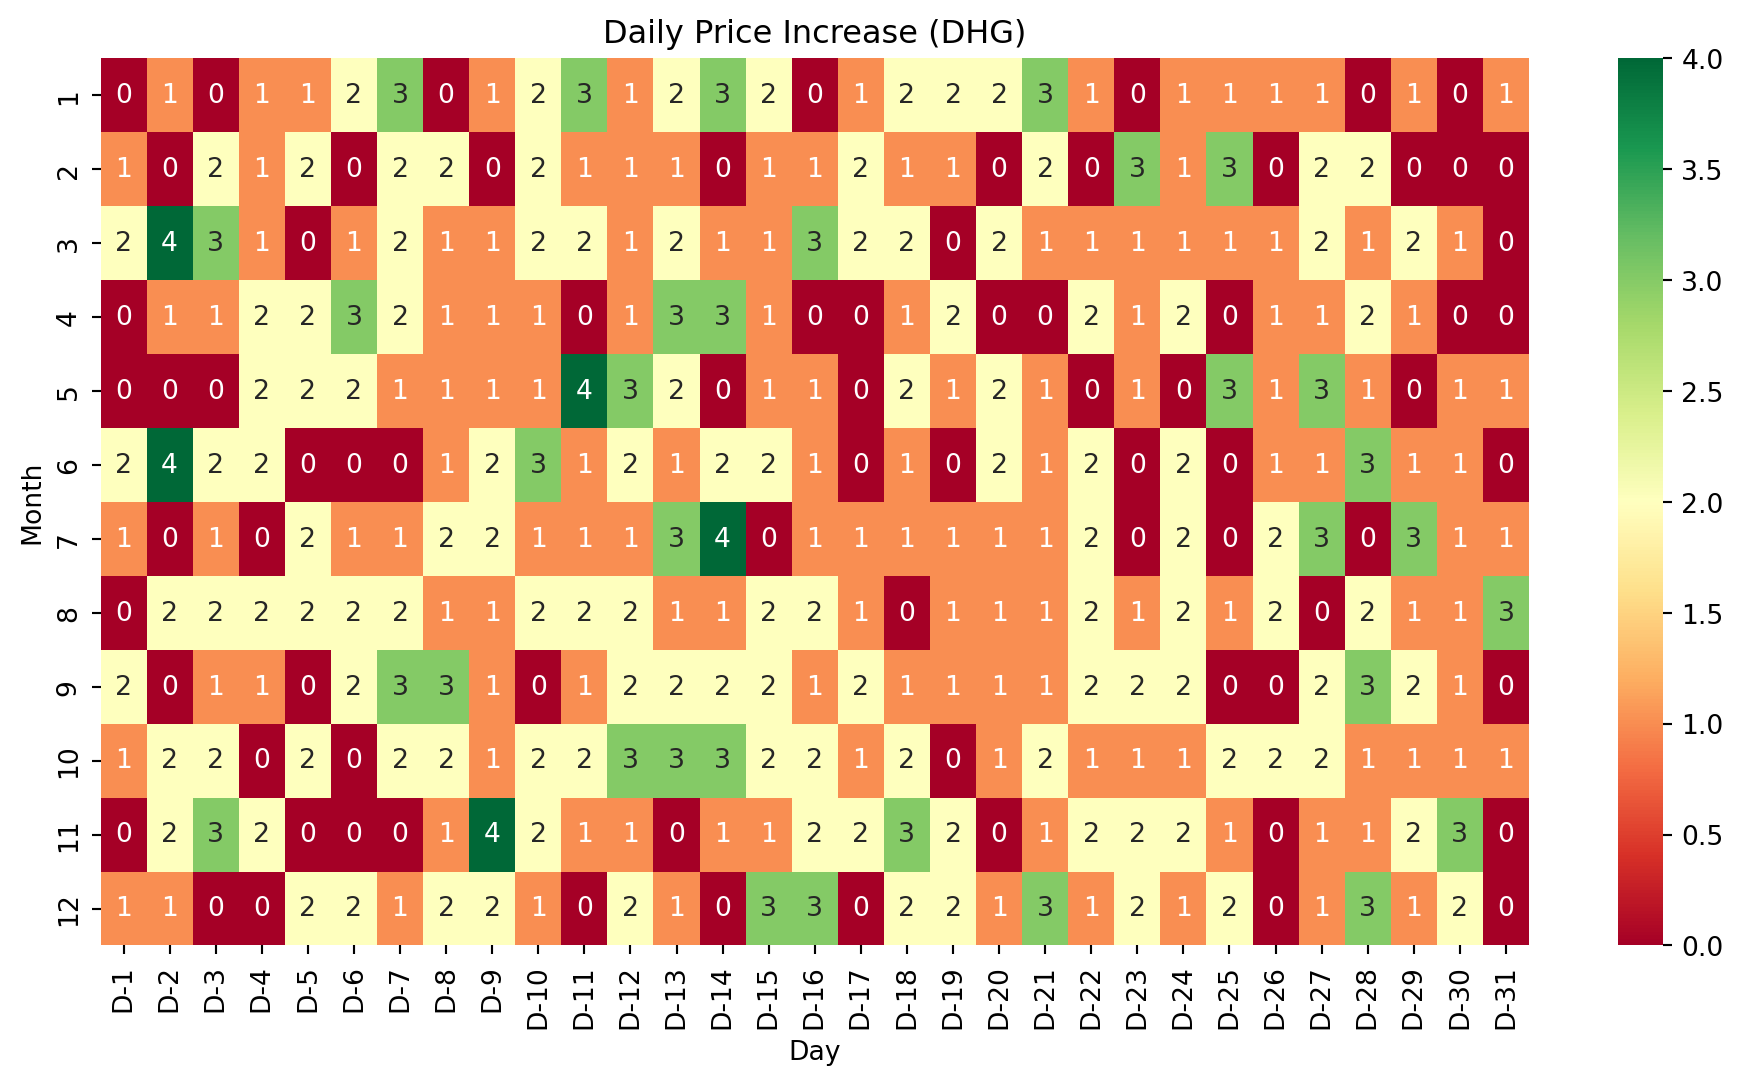 Daily Price Increase (DHG)
1 0 1 0 1 1 2 3 0 1 2 3 1 2 3 2 0 1 2 2 2 3 1 0 1 1 1 1 0 1 0 1
2 1 0 2 1 2 0 2 2 0 2 1 1 1 0 1 1 2 1 1 0 2 0 3 1 3 0 2 2 0 0 0
3 2 4 3 1 0 1 2 1 1 2 2 1 2 1 1 3 2 2 0 2 1 1 1 1 1 1 2 1 2 1 0
4 0 1 1 2 2 3 2 1 1 1 0 1 3 3 1 0 0 1 2 0 0 2 1 2 0 1 1 2 1 0 0
5 0 0 0 2 2 2 1 1 1 1 4 3 2 0 1 1 0 2 1 2 1 0 1 0 3 1 3 1 0 1 1
6 2 4 2 2 0 0 0 1 2 3 1 2 1 2 2 1 0 1 0 2 1 2 0 2 0 1 1 3 1 1 0
7 1 0 1 0 2 1 1 2 2 1 1 1 3 4 0 1 1 1 1 1 1 2 0 2 0 2 3 0 3 1 1
8 0 2 2 2 2 2 2 1 1 2 2 2 1 1 2 2 1 0 1 1 1 2 1 2 1 2 0 2 1 1 3
9 2 0 1 1 0 2 3 3 1 0 1 2 2 2 2 1 2 1 1 1 1 2 2 2 0 0 2 3 2 1 0
10 1 2 2 0 2 0 2 2 1 2 2 3 3 3 2 2 1 2 0 1 2 1 1 1 2 2 2 1 1 1 1
11 0 2 3 2 0 0 0 1 4 2 1 1 0 1 1 2 2 3 2 0 1 2 2 2 1 0 1 1 2 3 0
12 1 1 0 0 2 2 1 2 2 1 0 2 1 0 3 3 0 2 2 1 3 1 2 1 2 0 1 3 1 2 0
Month
D-1 D-2 D-3 D-4 D-5 D-6 D-7 D-8 D-9 D-10 D-11 D-12 D-13 D-14 D-15 D-16 D-17 D-18 D-19 D-20 D-21 D-22 D-23 D-24 D-25 D-26 D-27 D-28 D-29 D-30 D-31
Day
4.0
3.5
3.0
2.5
2.0
1.5
1.0
0.5
0.0